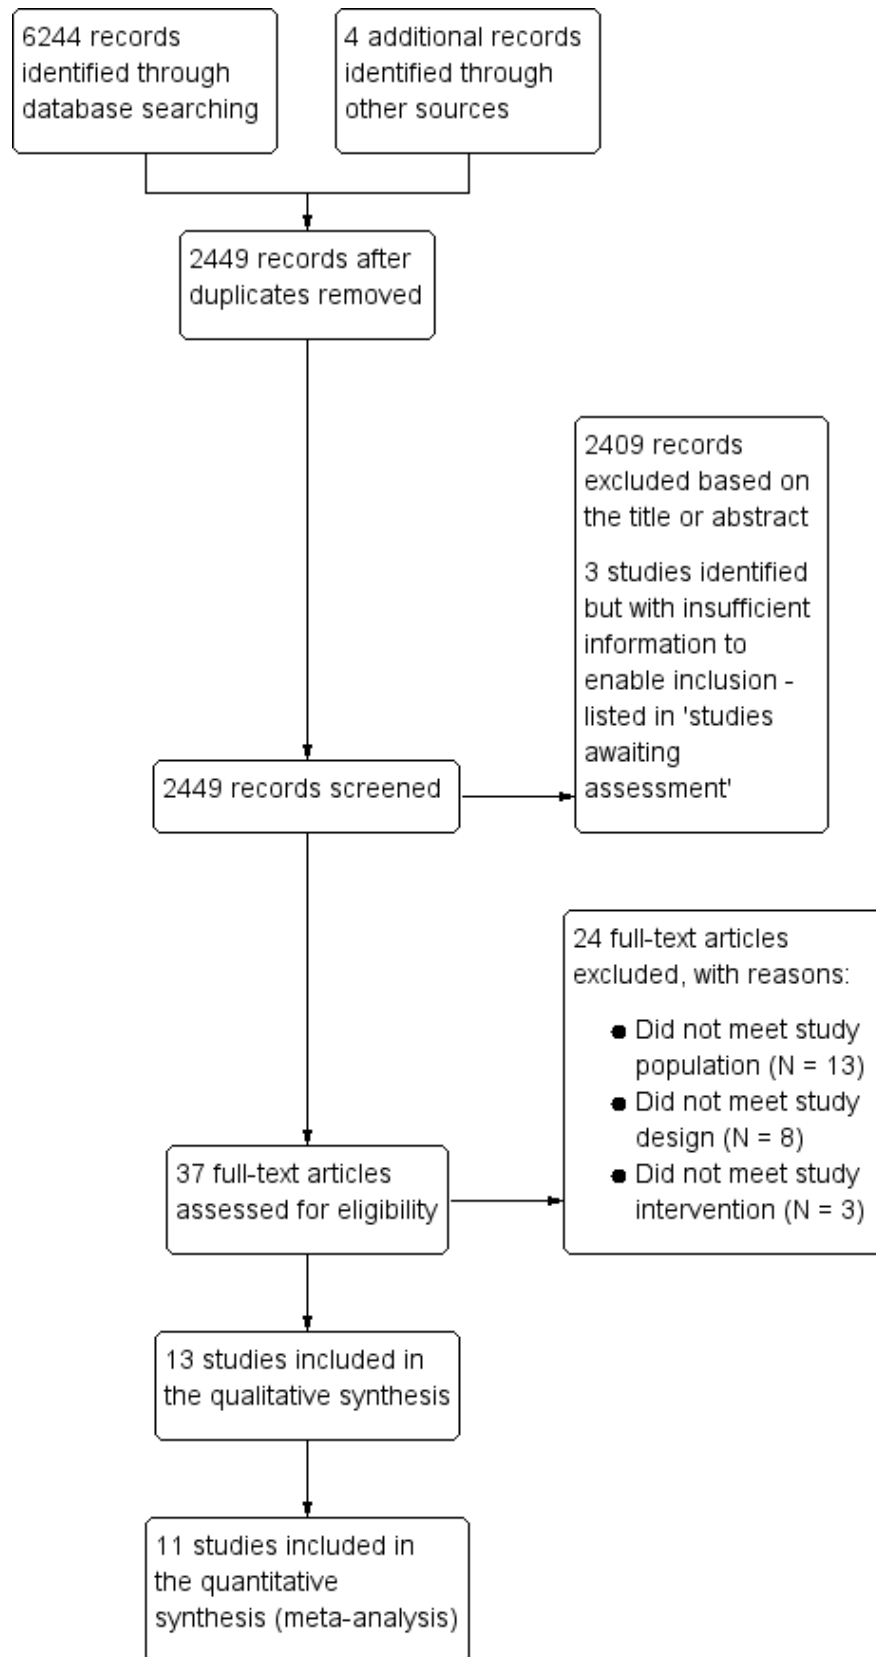 6244 records
identified through
database searching
4 additional records
identified through
other sources
2449 records after
duplicates removed
2409 records
excluded based on
the title or abstract
3 studies identified
but with insufficient
information to
enable inclusion -
listed in 'studies
awaiting
assessment'
2449 records screened
24 full-text articles
excluded, with reasons:
● Did not meet study
population (N = 13)
● Did not meet study
design (N = 8)
● Did not meet study
intervention (N = 3)
37 full-text articles
assessed for eligibility
13 studies included in
the qualitative synthesis
11 studies included in
the quantitative
synthesis (meta-analysis)